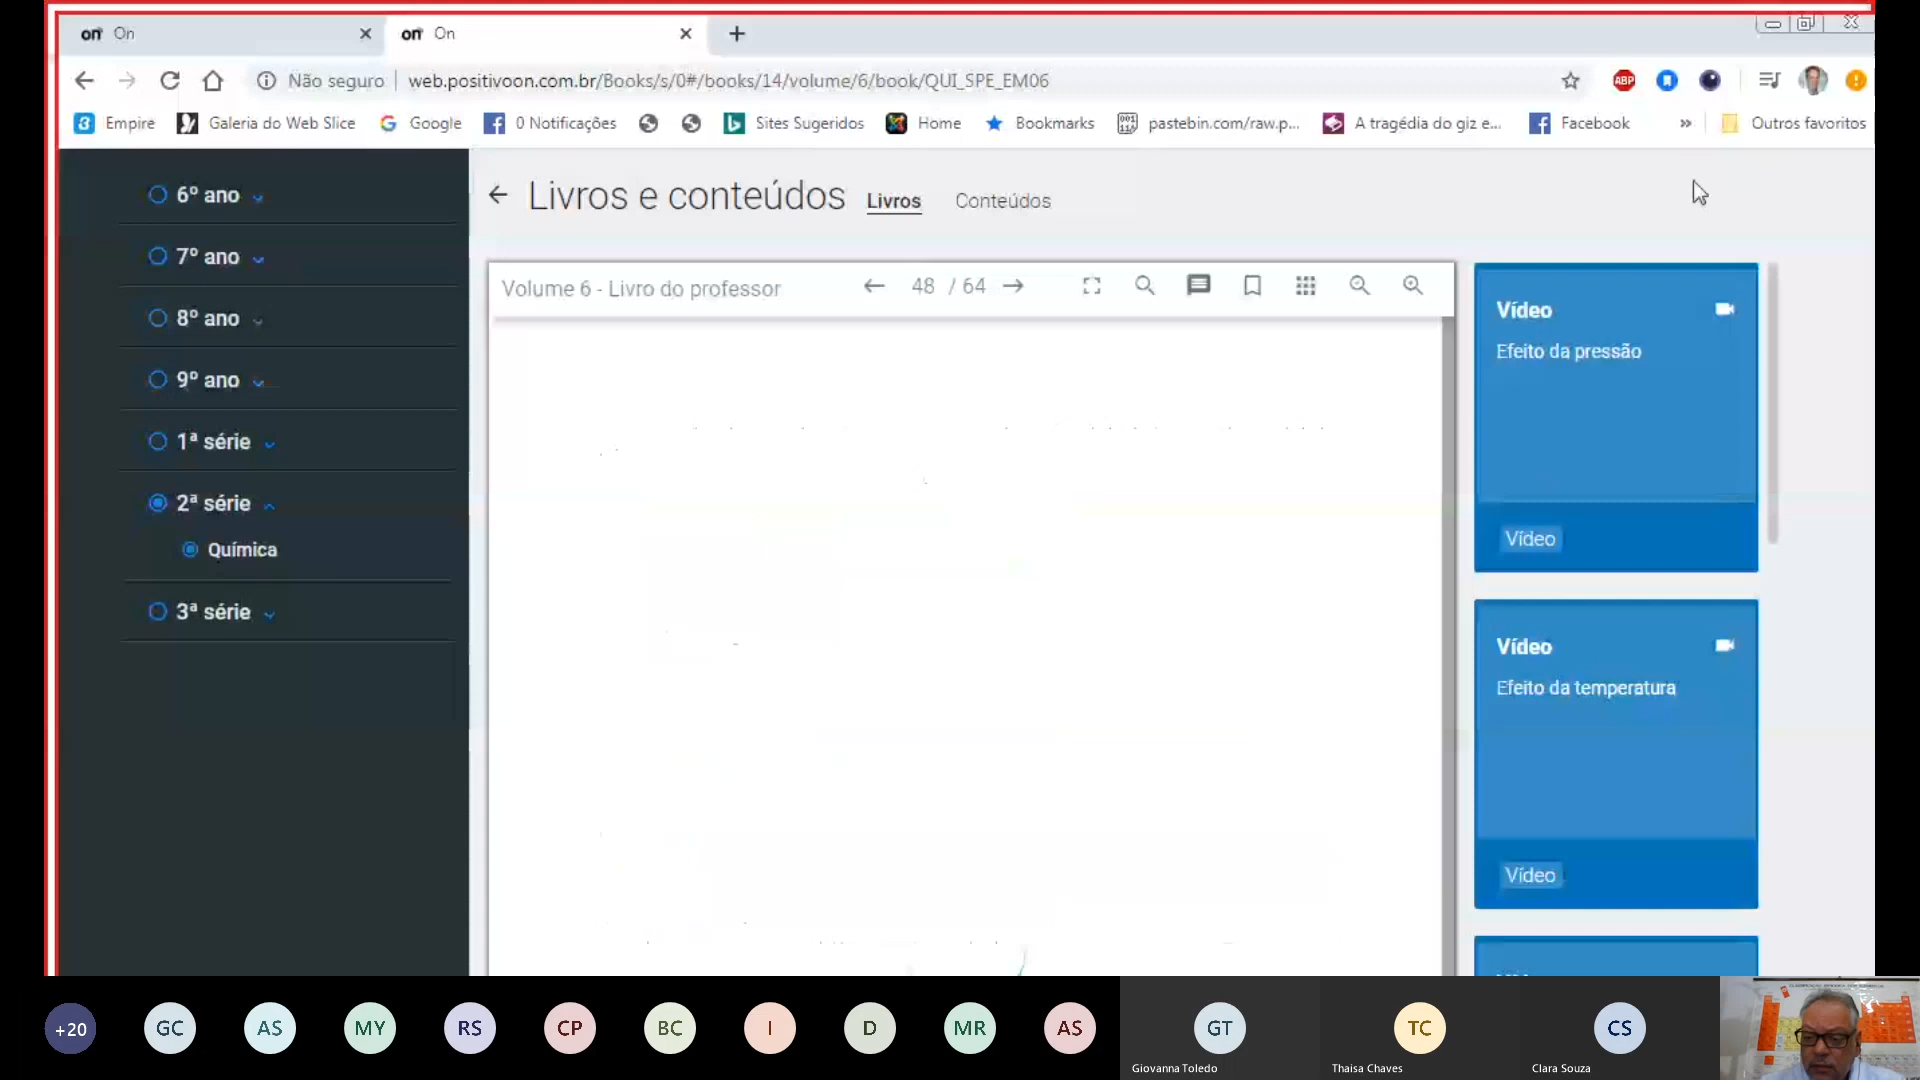 on On
on On
Não seguro web.positivoon.com.br/Books/s/0#/books/14/volume/6/book/QUI_SPE_EM06
ABP
Empire Galeria do Web Slice Google 0 Notificações Sites Sugeridos Home Bookmarks pastebin.com/raw.p... A tragédia do giz e... Facebook » Outros favoritos
6º ano
7º ano
8º ano
9º ano
1ª série
2ª série
Química
3ª série
Livros e conteúdos Livros Conteúdos
Volume 6 - Livro do professor 48 / 64
Vídeo
Efeito da pressão
Vídeo
Vídeo
Efeito da temperatura
Vídeo
+20 GC AS MY RS CP BC I D MR AS GT TC CS
Giovanna Toledo Thaisa Chaves Clara Souza